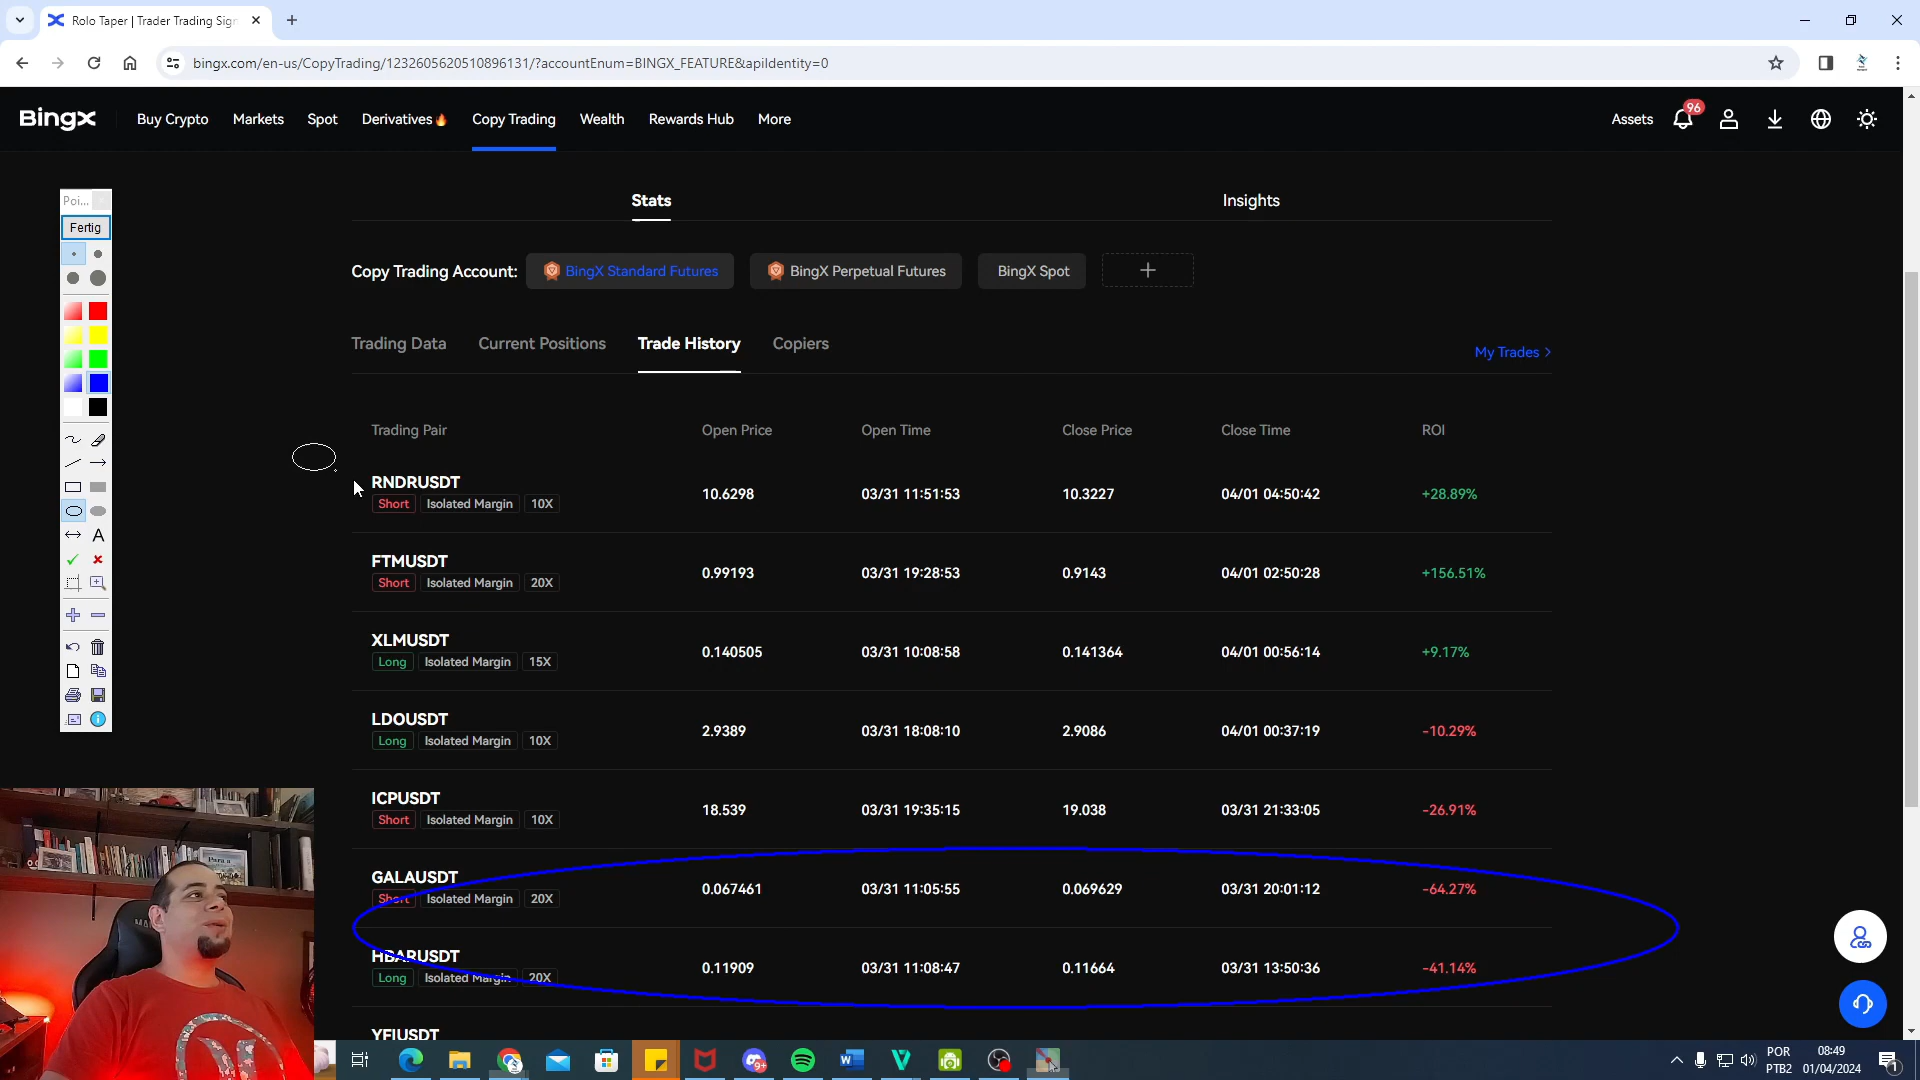 Rolo Taper | Trader Trading Sign
bingx.com/en-us/CopyTrading/1232605620510896131/?accountEnum=BINGX_FEATURE&apiIdentity=0
BingX Buy Crypto Markets Spot Derivatives Copy Trading Wealth Rewards Hub More Assets 96
Poi...
Fertig
A
Stats Insights
Copy Trading Account: BingX Standard Futures BingX Perpetual Futures BingX Spot +
Trading Data Current Positions Trade History Copiers My Trades >
Trading Pair Open Price Open Time Close Price Close Time ROI
RNDRUSDT 10.6298 03/31 11:51:53 10.3227 04/01 04:50:42 +28.89%
Short Isolated Margin 10X
FTMUSDT 0.99193 03/31 19:28:53 0.9143 04/01 02:50:28 +156.51%
Short Isolated Margin 20X
XLMUSDT 0.140505 03/31 10:08:58 0.141364 04/01 00:56:14 +9.17%
Long Isolated Margin 15X
LDOUSDT 2.9389 03/31 18:08:10 2.9086 04/01 00:37:19 -10.29%
Long Isolated Margin 10X
ICPUSDT 18.539 03/31 19:35:15 19.038 03/31 21:33:05 -26.91%
Short Isolated Margin 10X
GALAUSDT 0.067461 03/31 11:05:55 0.069629 03/31 20:01:12 -64.27%
Short Isolated Margin 20X
HBARUSDT 0.11909 03/31 11:08:47 0.11664 03/31 13:50:36 -41.14%
Long Isolated Margin 20X
YFIUSDT
Para a
9+
POR
PTB2
08:49
01/04/2024
1